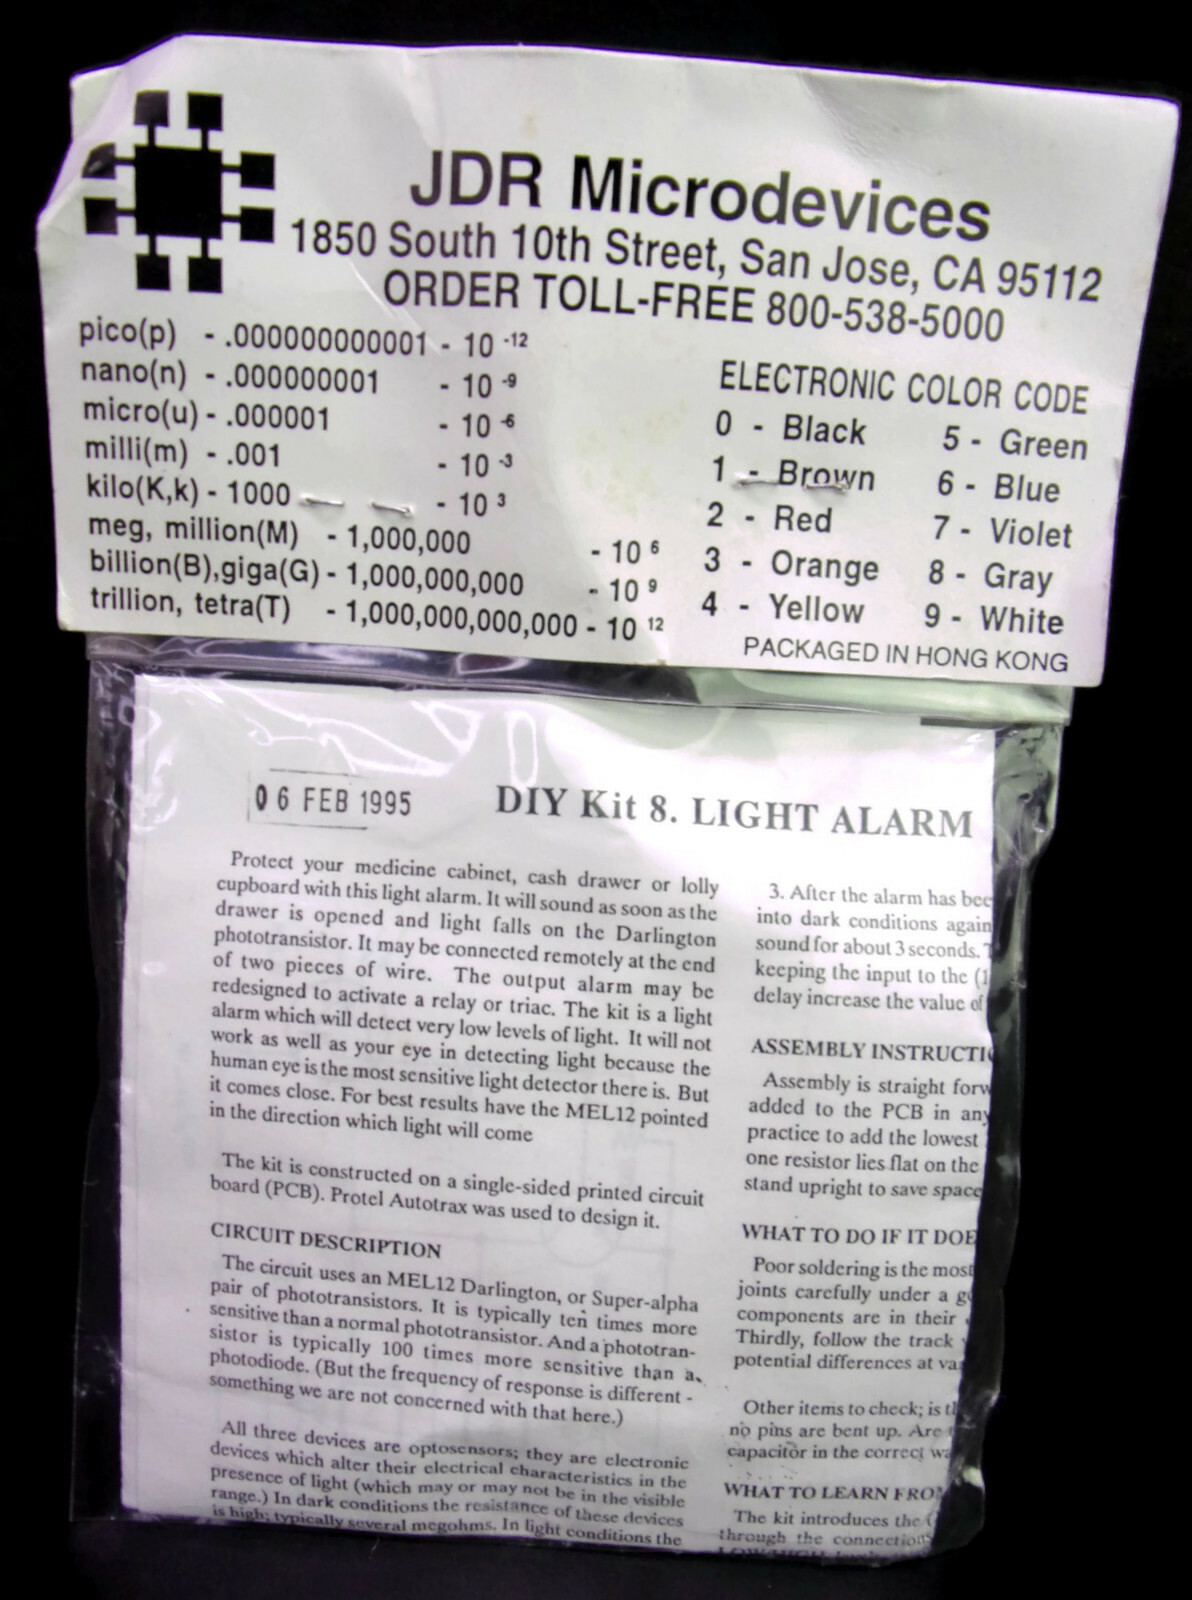 JDR Microdevices
1850 South 10th Street, San Jose, CA 95112
ORDER TOLL-FREE 800-538-5000
pico(p) - .000000000001 - 10 -12
nano(n) - .000000001 - 10 -9
micro(u) - .000001 - 10 -6
milli(m) - .001 - 10 -3
kilo(K,k) - 1000 - 10 3
meg, million(M) - 1,000,000 - 10 6
billion(B),giga(G) - 1,000,000,000 - 10 9
trillion, tetra(T) - 1,000,000,000,000 - 10 12
ELECTRONIC COLOR CODE
0 - Black 5 - Green
1 - Brown 6 - Blue
2 - Red 7 - Violet
3 - Orange 8 - Gray
4 - Yellow 9 - White
PACKAGED IN HONG KONG
06 FEB 1995
DIY Kit 8. LIGHT ALARM
Protect your medicine cabinet, cash drawer or lolly
cupboard with this light alarm. It will sound as soon as the
drawer is opened and light falls on the Darlington
phototransistor. It may be connected remotely at the end
of two pieces of wire. The output alarm may be
redesigned to activate a relay or triac. The kit is a light
alarm which will detect very low levels of light. It will not
work as well as your eye in detecting light because the
human eye is the most sensitive light detector there is. But
it comes close. For best results have the MEL12 pointed
in the direction which light will come
The kit is constructed on a single-sided printed circuit
board (PCB). Protel Autotrax was used to design it.
CIRCUIT DESCRIPTION
The circuit uses an MEL12 Darlington, or Super-alpha
pair of phototransistors. It is typically ten times more
sensitive than a normal phototransistor. And a phototran-
sistor is typically 100 times more sensitive than a
photodiode. (But the frequency of response is different -
something we are not concerned with that here.)
All three devices are optosensors; they are electronic
devices which alter their electrical characteristics in the
presence of light (which may or may not be in the visible
range.) In dark conditions the resistance of these devices
is high; typically several megohms. In light conditions the
3. After the alarm has bee
into dark conditions again
sound for about 3 seconds.
keeping the input to the (1
delay increase the value of
ASSEMBLY INSTRUCTI
Assembly is straight forw
added to the PCB in any
practice to add the lowest
one resistor lies flat on the
stand upright to save space
WHAT TO DO IF IT DOE
Poor soldering is the most
joints carefully under a g
components are in their
Thirdly, follow the track
potential differences at va
Other items to check; is t
no pins are bent up. Are
capacitor in the correct wa
WHAT TO LEARN FRO
The kit introduces the
through the connection